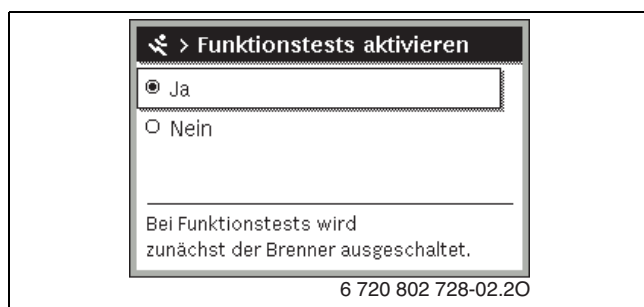 > Funktionstests aktivieren
Ja
Nein
Bei Funktionstests wird
zunächst der Brenner ausgeschaltet.
6 720 802 728-02.2O